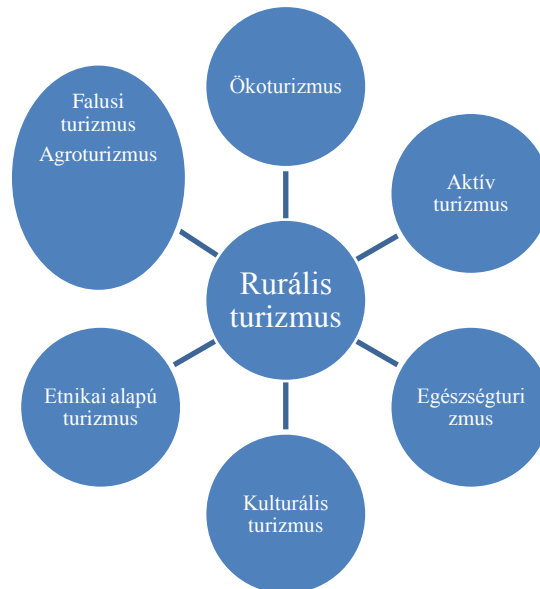 Ökoturizmus
Falusi
turizmus
Agroturizmus
Aktív
turizmus
Rurális
turizmus
Etnikai alapú
turizmus
Egészségturi
zmus
Kulturális
turizmus